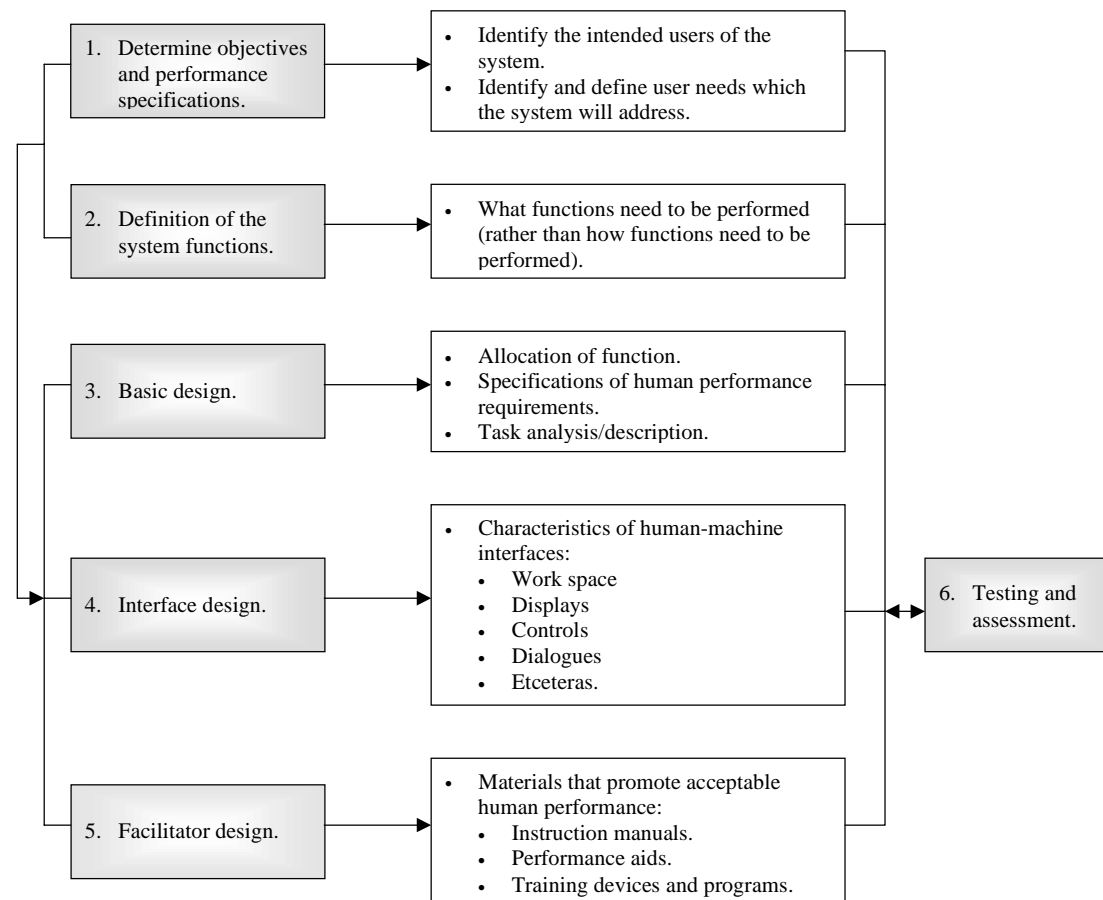 1. Determine objectives
and performance
specifications.
• Identify the intended users of the
system.
• Identify and define user needs which
the system will address.
2. Definition of the
system functions.
• What functions need to be performed
(rather than how functions need to be
performed).
3. Basic design.
• Allocation of function.
• Specifications of human performance
requirements.
• Task analysis/description.
4. Interface design.
• Characteristics of human-machine
interfaces:
• Work space
• Displays
• Controls
• Dialogues
• Etceteras.
6. Testing and
assessment.
5. Facilitator design.
• Materials that promote acceptable
human performance:
• Instruction manuals.
• Performance aids.
• Training devices and programs.